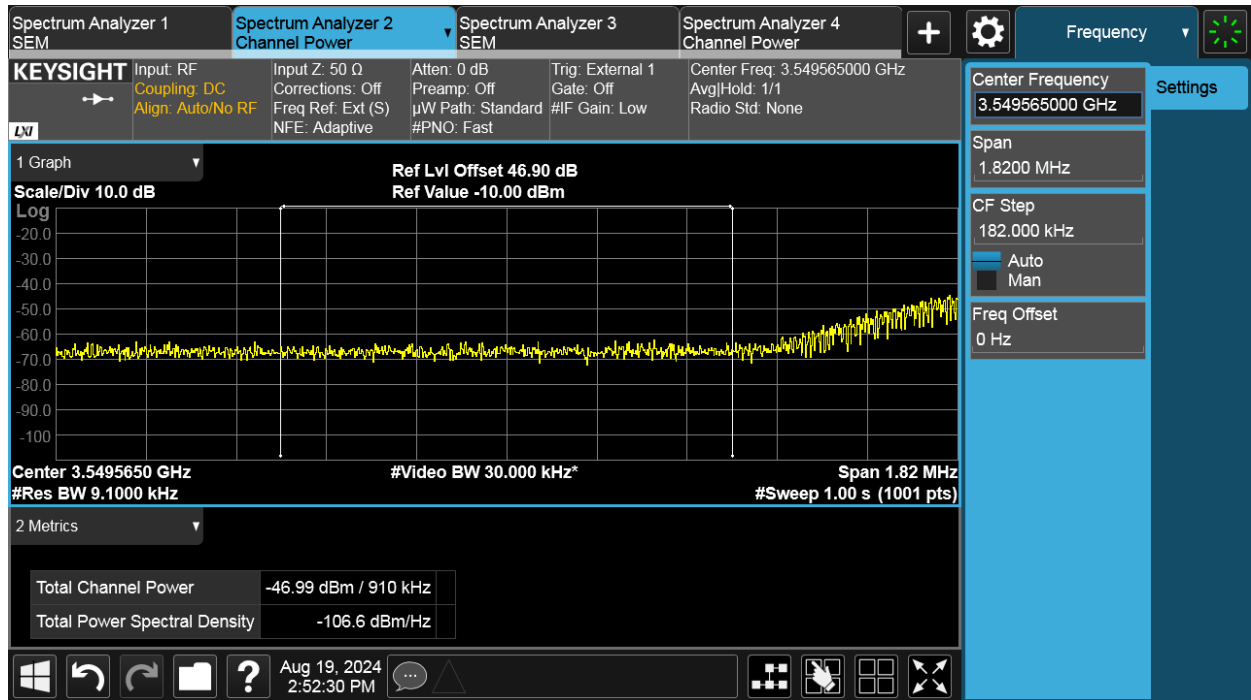 Spectrum Analyzer 1
SEM
Spectrum Analyzer 2
Channel Power
Spectrum Analyzer 3
SEM
Spectrum Analyzer 4
Channel Power
+
Frequency
KEYSIGHT
LXI
Input: RF
Coupling: DC
Align: Auto/No RF
Input Z: 50 Ω
Corrections: Off
Freq Ref: Ext (S)
NFE: Adaptive
Atten: 0 dB
Preamp: Off
µW Path: Standard
#PNO: Fast
Trig: External 1
Gate: Off
#IF Gain: Low
Center Freq: 3.549565000 GHz
Avg|Hold: 1/1
Radio Std: None
Center Frequency
3.549565000 GHz
Settings
Span
1.8200 MHz
CF Step
182.000 kHz
Auto
Man
Freq Offset
0 Hz
1 Graph
Scale/Div 10.0 dB
Ref Lvl Offset 46.90 dB
Ref Value -10.00 dBm
Log
-20.0
-30.0
-40.0
-50.0
-60.0
-70.0
-80.0
-90.0
-100
Center 3.5495650 GHz
#Video BW 30.000 kHz*
Span 1.82 MHz
#Res BW 9.1000 kHz
#Sweep 1.00 s (1001 pts)
2 Metrics
Total Channel Power -46.99 dBm / 910 kHz
Total Power Spectral Density -106.6 dBm/Hz
?
Aug 19, 2024
2:52:30 PM